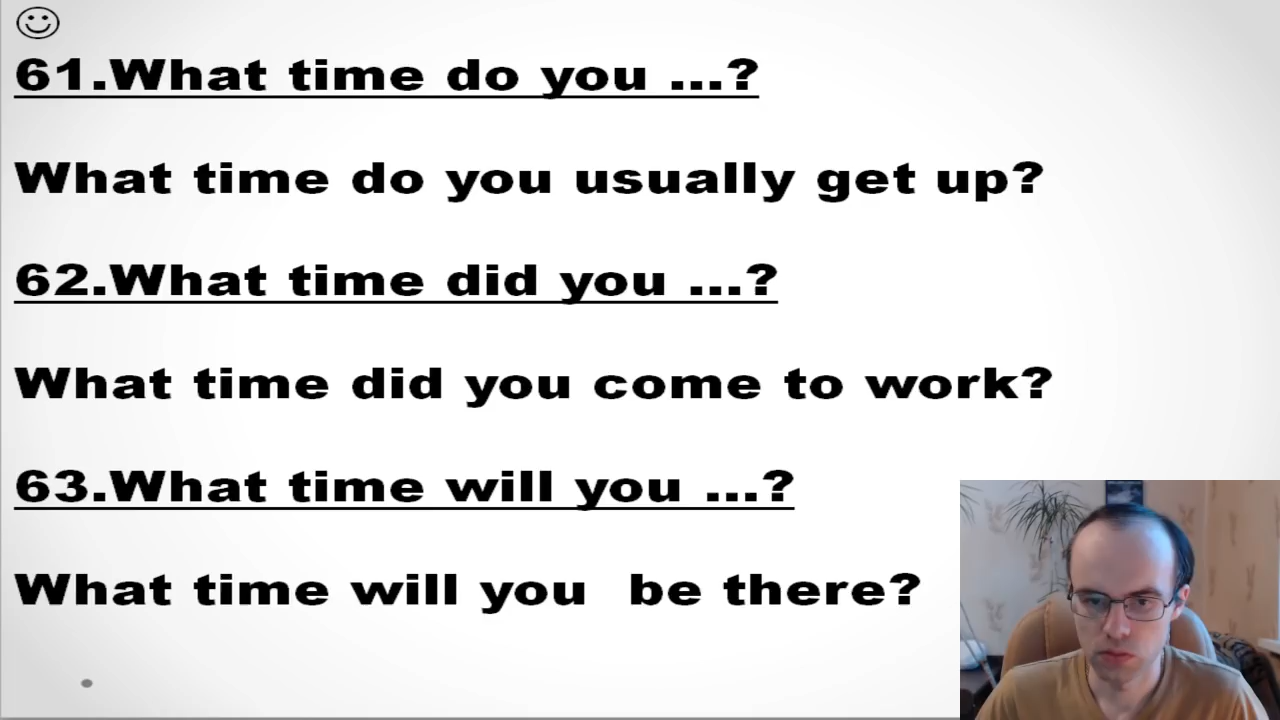 61.What time do you ...?
What time do you usually get up?
62.What time did you ...?
What time did you come to work?
63.What time will you ...?
What time will you  be there?